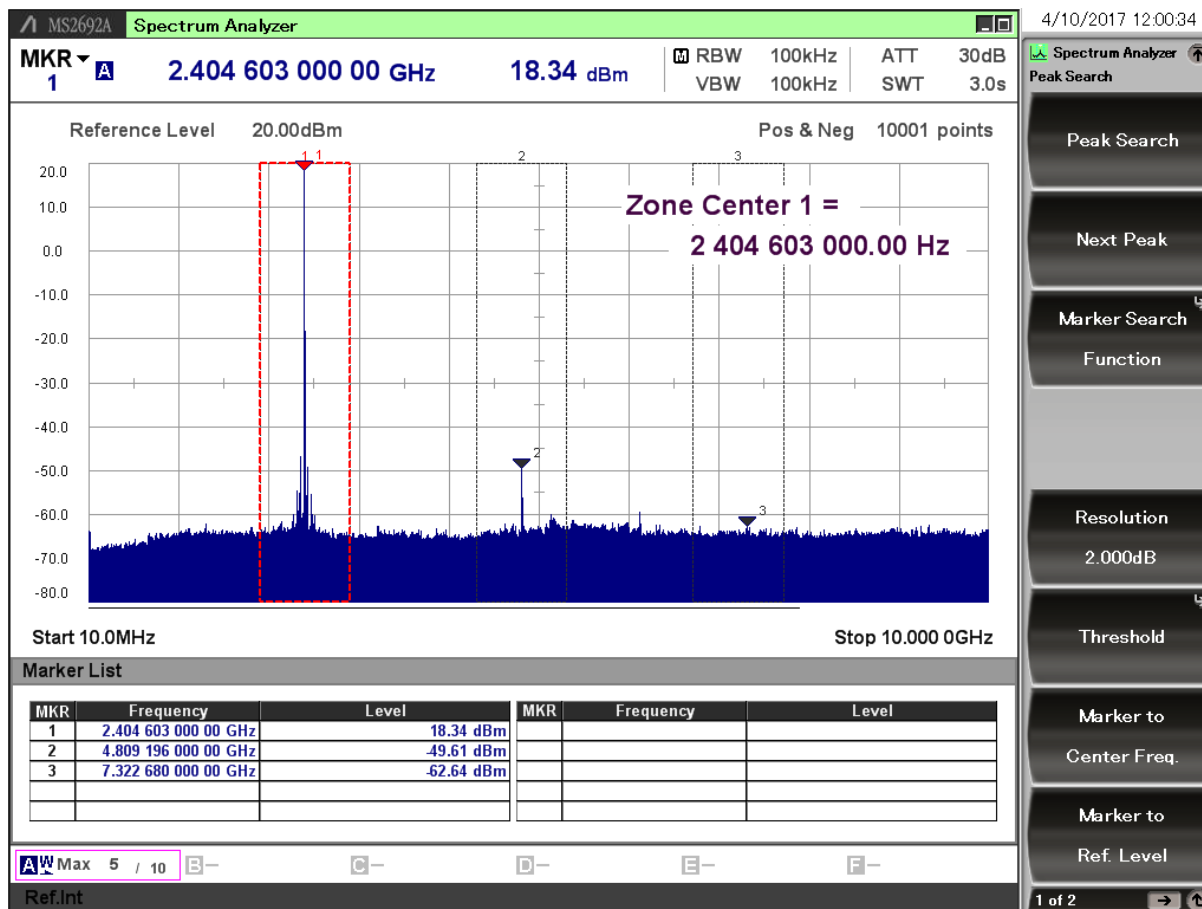 MS2692A Spectrum Analyzer
4/10/2017 12:00:34
MKR 1 A 2.404 603 000 00 GHz 18.34 dBm
M RBW 100kHz ATT 30dB
VBW 100kHz SWT 3.0s
Reference Level 20.00dBm Pos & Neg 10001 points
1 1 2 3
20.0
10.0
0.0
-10.0
-20.0
-30.0
-40.0
-50.0
-60.0
-70.0
-80.0
Zone Center 1 =
2 404 603 000.00 Hz
2
3
Start 10.0MHz Stop 10.000 0GHz
Marker List
MKR Frequency Level MKR Frequency Level
1 2.404 603 000 00 GHz 18.34 dBm
2 4.809 196 000 00 GHz -49.61 dBm
3 7.322 680 000 00 GHz -62.64 dBm
A W Max 5 / 10 B- C- D- E- F-
Ref.Int
Spectrum Analyzer
Peak Search
Peak Search
Next Peak
Marker Search
Function
Resolution
2.000dB
Threshold
Marker to
Center Freq.
Marker to
Ref. Level
1 of 2